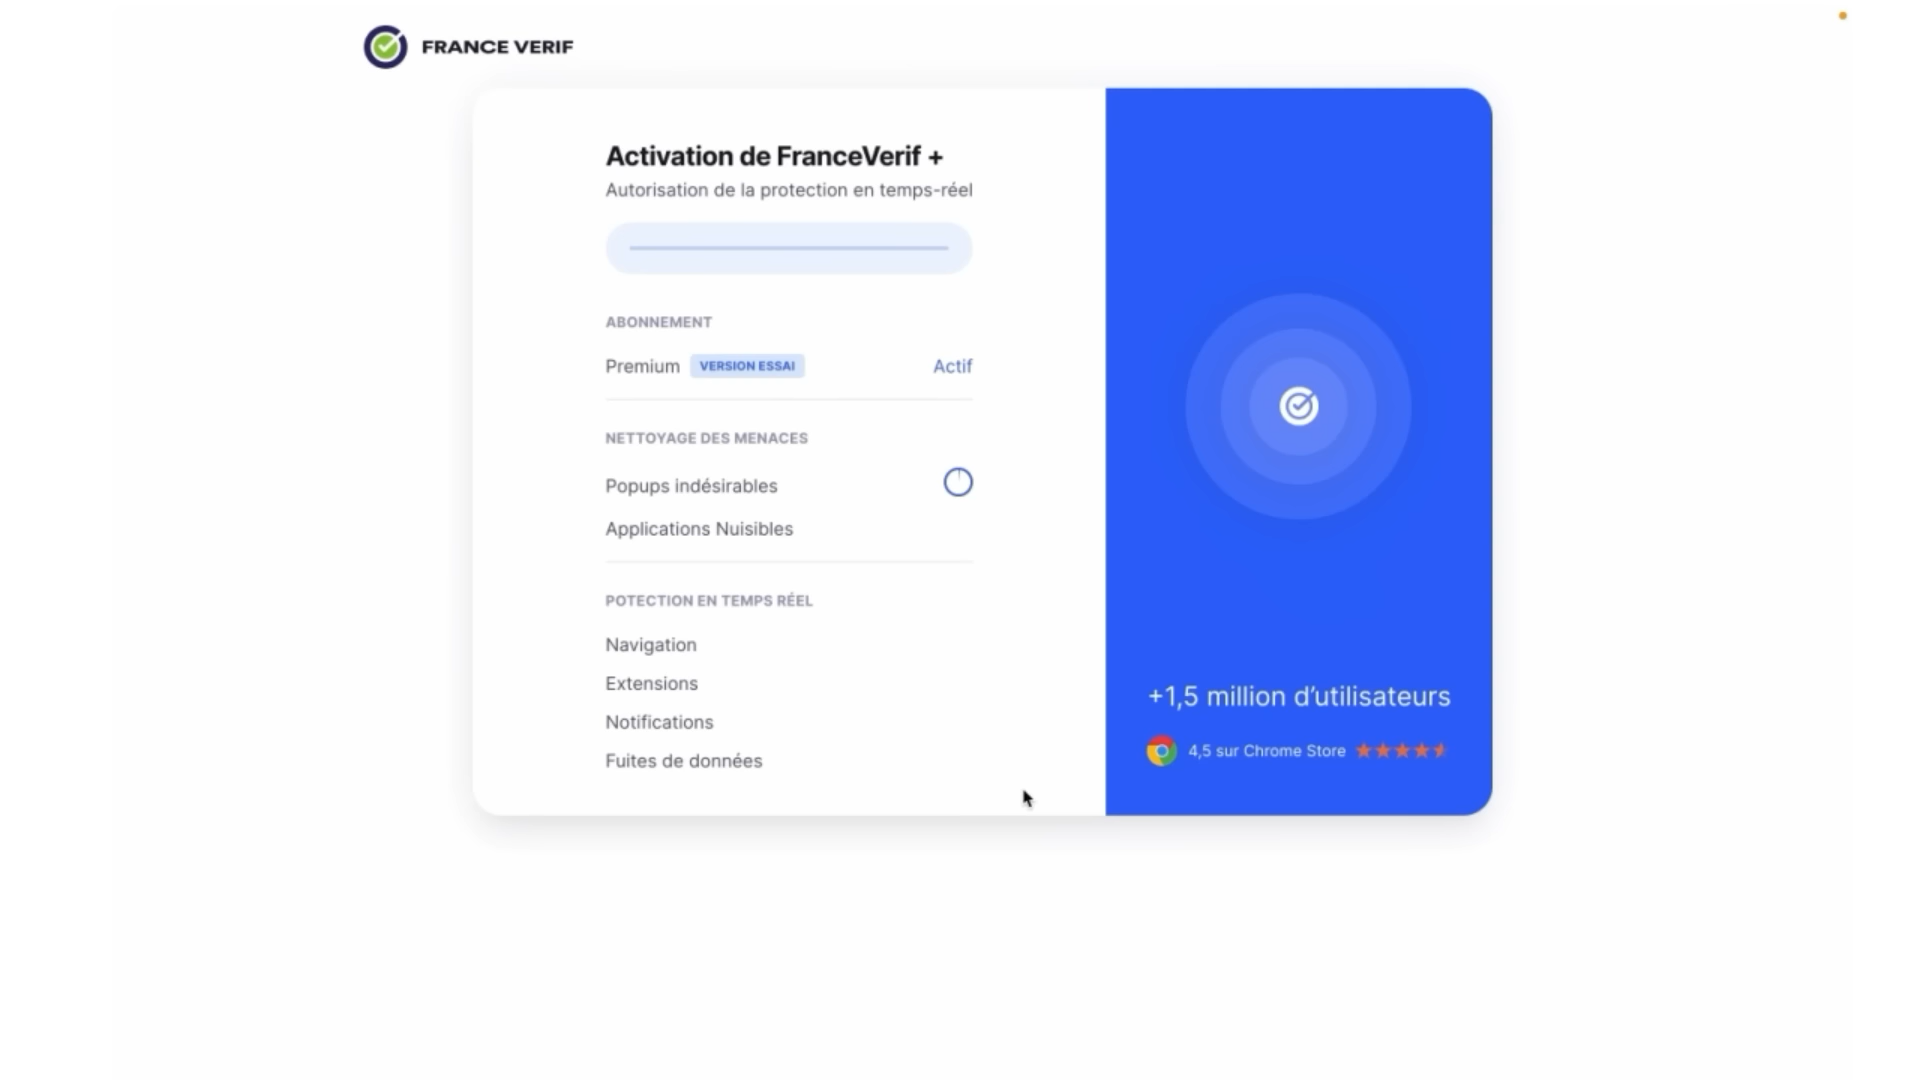 FRANCE VERIF
Activation de FranceVerif +
Autorisation de la protection en temps-réel
ABONNEMENT
Premium VERSION ESSAI Actif
NETTOYAGE DES MENACES
Popups indésirables
Applications Nuisibles
POTECTION EN TEMPS RÉEL
Navigation
Extensions
Notifications
Fuites de données
+1,5 million d’utilisateurs
4,5 sur Chrome Store